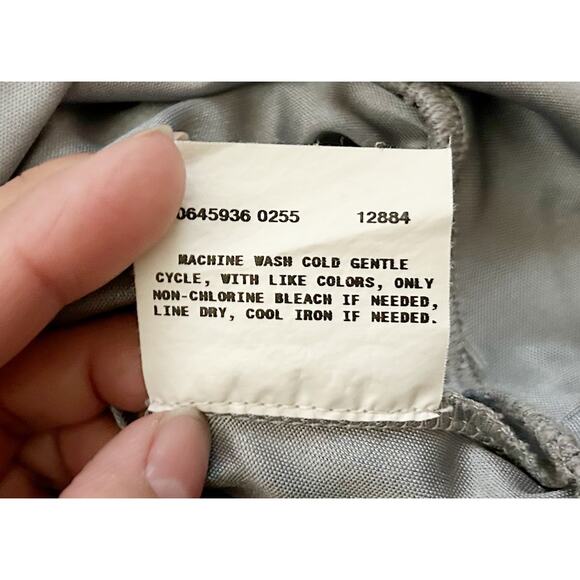 0645936 0255 12884
MACHINE WASH COLD GENTLE
CYCLE, WITH LIKE COLORS, ONLY
NON-CHLORINE BLEACH IF NEEDED,
LINE DRY, COOL IRON IF NEEDED.